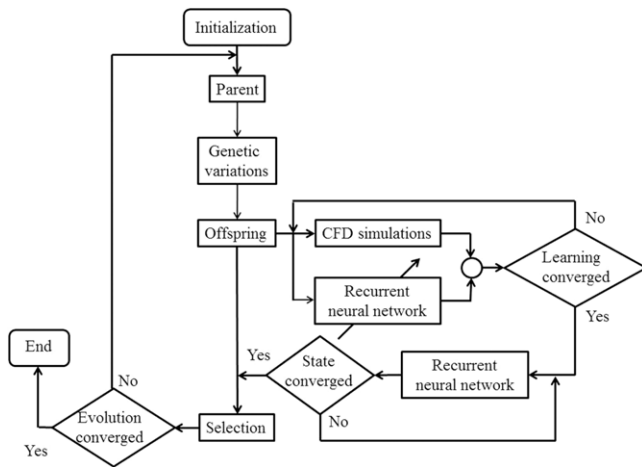 Initialization
Parent
Genetic
variations
Offspring
CFD simulations
No
Learning
converged
Recurrent
neural network
Yes
End
Yes
State
converged
Recurrent
neural network
No
No
Evolution
converged
Selection
Yes